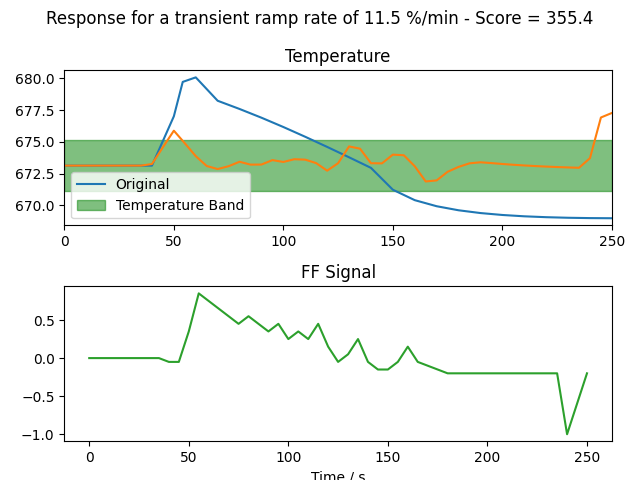 Response for a transient ramp rate of 11.5 %/min - Score = 355.4
Temperature
680.0
677.5
675.0
672.5
670.0
Original
Temperature Band
0 50 100 150 200 250
FF Signal
0.5
0.0
−0.5
−1.0
0 50 100 150 200 250
Time / s